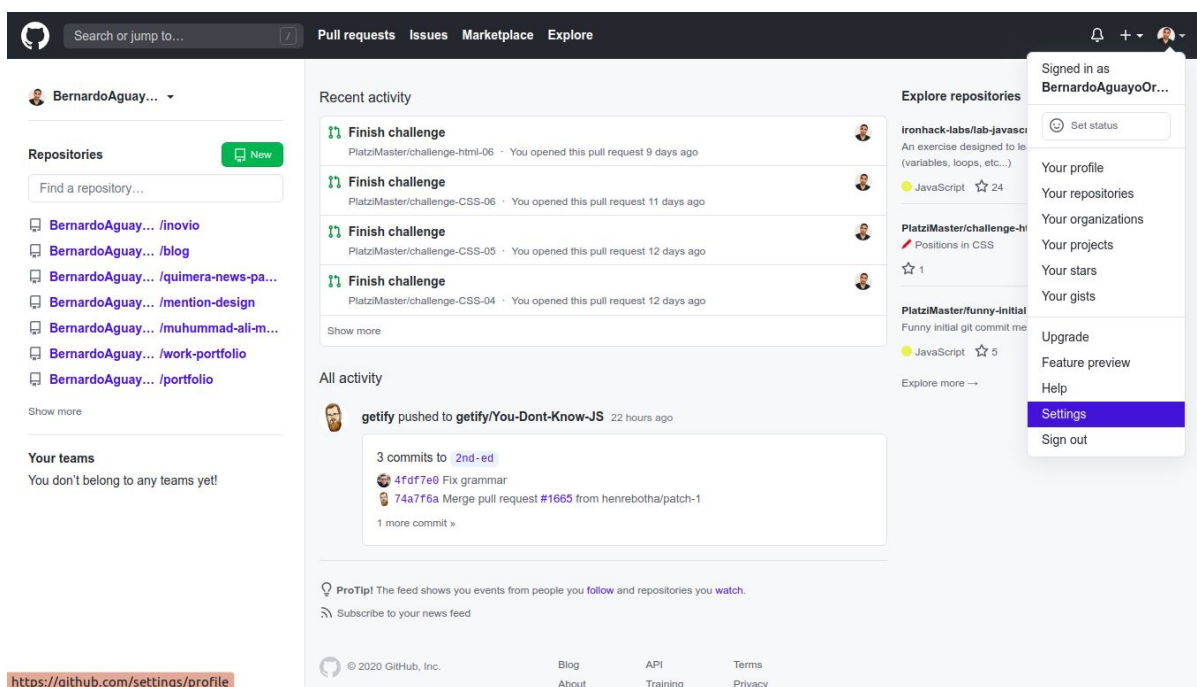 Search or jump to... /
Pull requests Issues Marketplace Explore
BernardoAguay...
Repositories
New
Find a repository...
BernardoAguay... /inovio
BernardoAguay... /blog
BernardoAguay... /quimera-news-pa...
BernardoAguay... /mention-design
BernardoAguay... /muhummad-ali-m...
BernardoAguay... /work-portfolio
BernardoAguay... /portfolio
Show more
Your teams
You don't belong to any teams yet!
Recent activity
Finish challenge
PlatziMaster/challenge-html-06 · You opened this pull request 9 days ago
Finish challenge
PlatziMaster/challenge-CSS-06 · You opened this pull request 11 days ago
Finish challenge
PlatziMaster/challenge-CSS-05 · You opened this pull request 12 days ago
Finish challenge
PlatziMaster/challenge-CSS-04 · You opened this pull request 12 days ago
Show more
All activity
getify pushed to getify/You-Dont-Know-JS 22 hours ago
3 commits to 2nd-ed
4fdf7e0 Fix grammar
74a7f6a Merge pull request #1665 from henrebotha/patch-1
1 more commit »
ProTip! The feed shows you events from people you follow and repositories you watch.
Subscribe to your news feed
© 2020 GitHub, Inc.
Blog
About
API
Training
Terms
Privacy
Explore repositories
ironhack-labs/lab-javascr
An exercise designed to le
(variables, loops, etc...)
JavaScript 24
PlatziMaster/challenge-ht
Positions in CSS
1
PlatziMaster/funny-initial
Funny initial git commit me
JavaScript 5
Explore more →
Signed in as
BernardoAguayoOr...
Set status
Your profile
Your repositories
Your organizations
Your projects
Your stars
Your gists
Upgrade
Feature preview
Help
Settings
Sign out
https://github.com/settings/profile